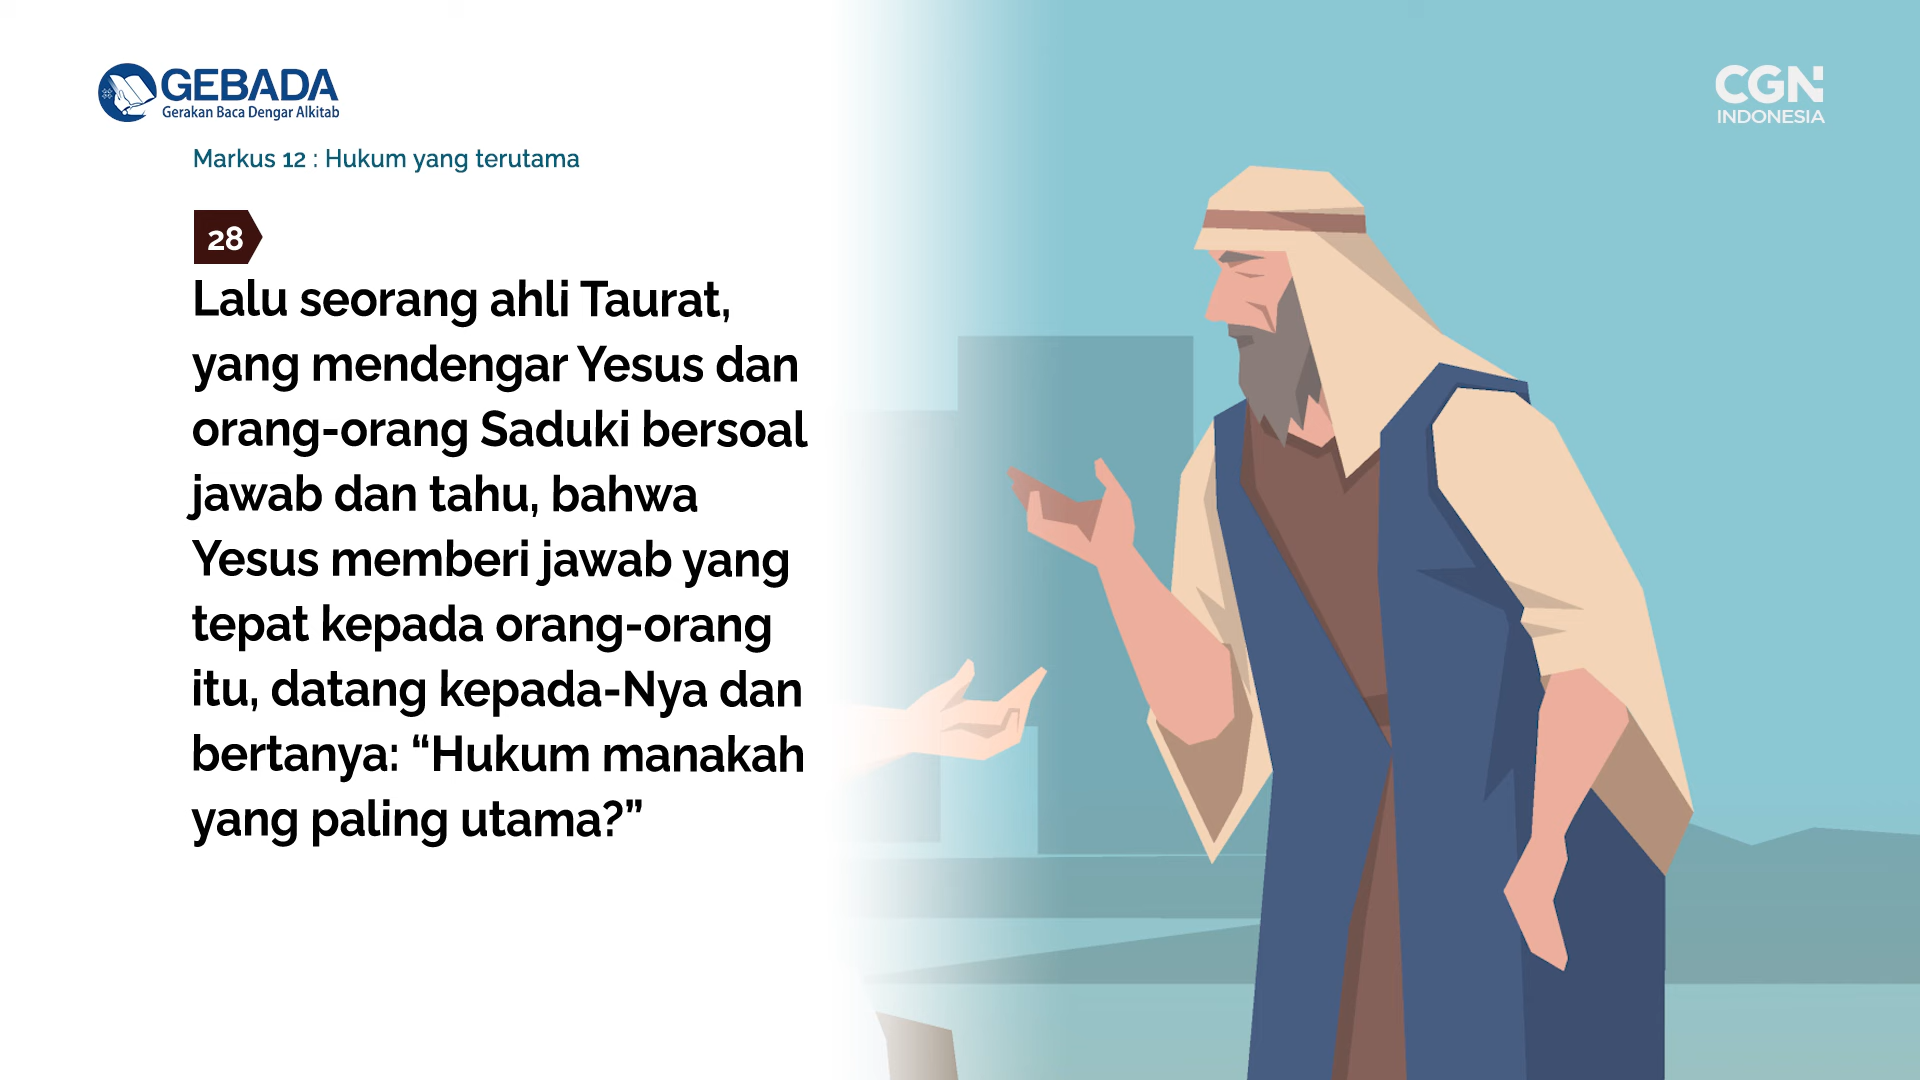 GEBADA
Gerakan Baca Dengar Alkitab
CGN
INDONESIA
Markus 12 : Hukum yang terutama
28
Lalu seorang ahli Taurat,
yang mendengar Yesus dan
orang-orang Saduki bersoal
jawab dan tahu, bahwa
Yesus memberi jawab yang
tepat kepada orang-orang
itu, datang kepada-Nya dan
bertanya: “Hukum manakah
yang paling utama?”